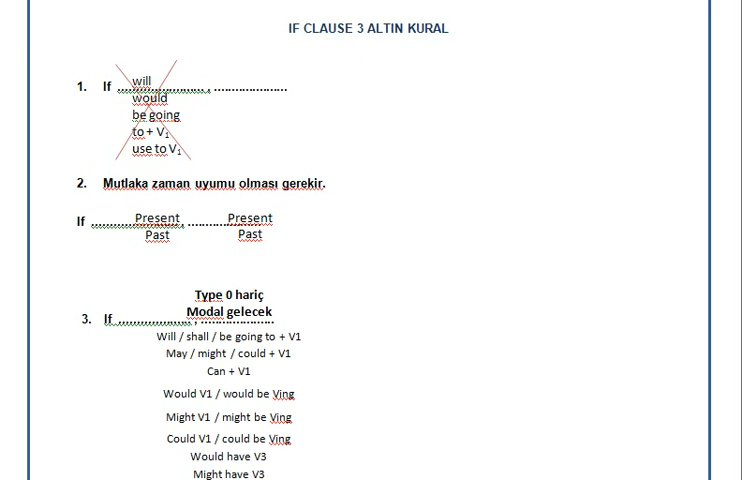 IF CLAUSE 3 ALTIN KURAL
1. If will ...................., ....................
would
be going
to + V1
use to V1
2. Mutlaka zaman uyumu olması gerekir.
If ............Present, ...........Present
Past Past
Type 0 hariç
Modal gelecek
3. If ...................., ....................
Will / shall / be going to + V1
May / might / could + V1
Can + V1
Would V1 / would be Ving
Might V1 / might be Ving
Could V1 / could be Ving
Would have V3
Might have V3